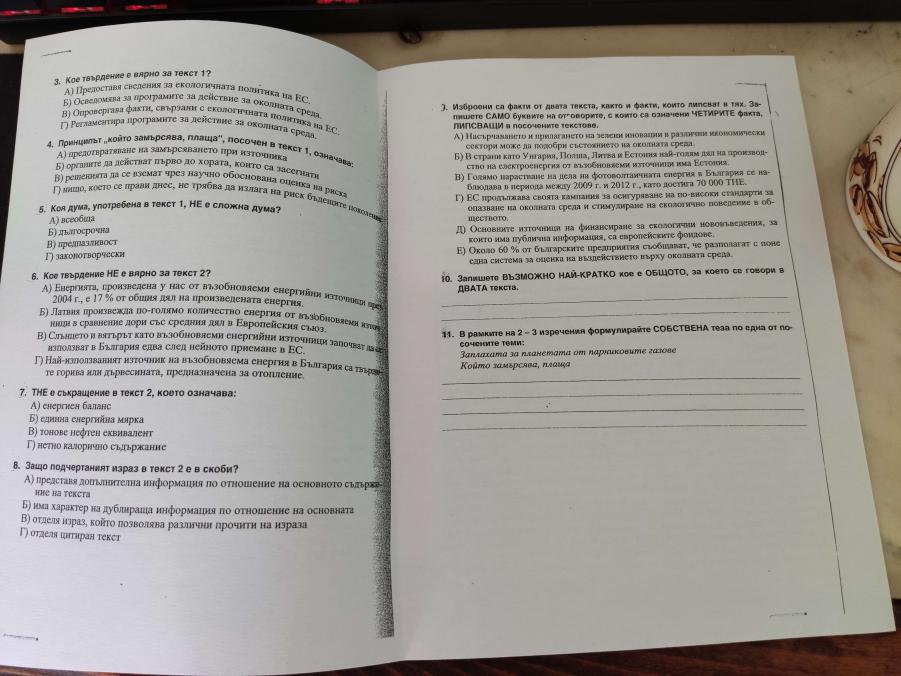 3. Кое твърдение е вярно за текст 1?
А) Предоставя сведения за екологичната политика на ЕС.
Б) Осведомява за програмите за действие за околната среда.
В) Опровергава факти, свързани с екологичната политика на ЕС.
Г) Регламентира програмите за действие за околната среда.
4. Принципът „който замърсява, плаща“, посочен в текст 1, означава:
А) предотвратяване на замърсяването при източника
Б) органите да действат първо до хората, които са засегнати
В) решенията да се вземат чрез научно обоснована оценка на риска
Г) нищо, което се прави днес, не трябва да излага на риск бъдещите поколения
5. Коя дума, употребена в текст 1, НЕ е сложна дума?
А) всеобща
Б) дългосрочна
В) предпазливост
Г) законотворчески
6. Кое твърдение НЕ е вярно за текст 2?
А) Енергията, произведена у нас от възобновяеми енергийни източници през
2004 г., е 17 % от общия дял на произведената енергия.
Б) Латвия произвежда по-голямо количество енергия от възобновяеми източ-
ници в сравнение дори със средния дял в Европейския съюз.
В) Слънцето и вятърът като възобновяеми енергийни източници започват да се
използват в България едва след нейното приемане в ЕС.
Г) Най-използваният източник на възобновяема енергия в България са твърди-
те горива или дървесината, предназначена за отопление.
7. ТНЕ е съкращение в текст 2, което означава:
А) енергиен баланс
Б) единна енергийна мярка
В) тонове нефтен еквивалент
Г) нетно калорично съдържание
8. Защо подчертаният израз в текст 2 е в скоби?
А) представя допълнителна информация по отношение на основното съдържа-
ние на текста
Б) има характер на дублираща информация по отношение на основната
В) отделя израз, който позволява различни прочити на израза
Г) отделя цитиран текст
Изброени са факти от двата текста, както и факти, които липсват в тях. За-
пишете САМО буквите на отговорите, с които са означени ЧЕТИРИТЕ факта,
ЛИПСВАЩИ в посочените текстове.
А) Насърчаването и прилагането на зелени иновации в различни икономически
сектори може да подобри състоянието на околната среда.
Б) В страни като Унгария, Полша, Литва и Естония най-голям дял на производ-
ство на електроенергия от възобновяеми източници има Естония.
В) Голямо нарастване на дела на фотоволтаичната енергия в България се на-
блюдава в периода между 2009 г. и 2012 г., като достига 70 000 ТНЕ.
Г) ЕС продължава своята кампания за осигуряване на по-високи стандарти за
опазване на околната среда и стимулиране на екологично поведение в об-
ществото.
Д) Основните източници на финансиране за екологични нововъведения, за
които има публична информация, са европейските фондове.
Е) Около 60 % от българските предприятия съобщават, че разполагат с поне
една система за оценка на въздействието върху околната среда.
10. Запишете ВЪЗМОЖНО НАЙ-КРАТКО кое е ОБЩОТО, за което се говори в
ДВАТА текста.
11. В рамките на 2 – 3 изречения формулирайте СОБСТВЕНА теза по една от по-
сочените теми:
Заплахата за планетата от парниковите газове
Който замърсява, плаща